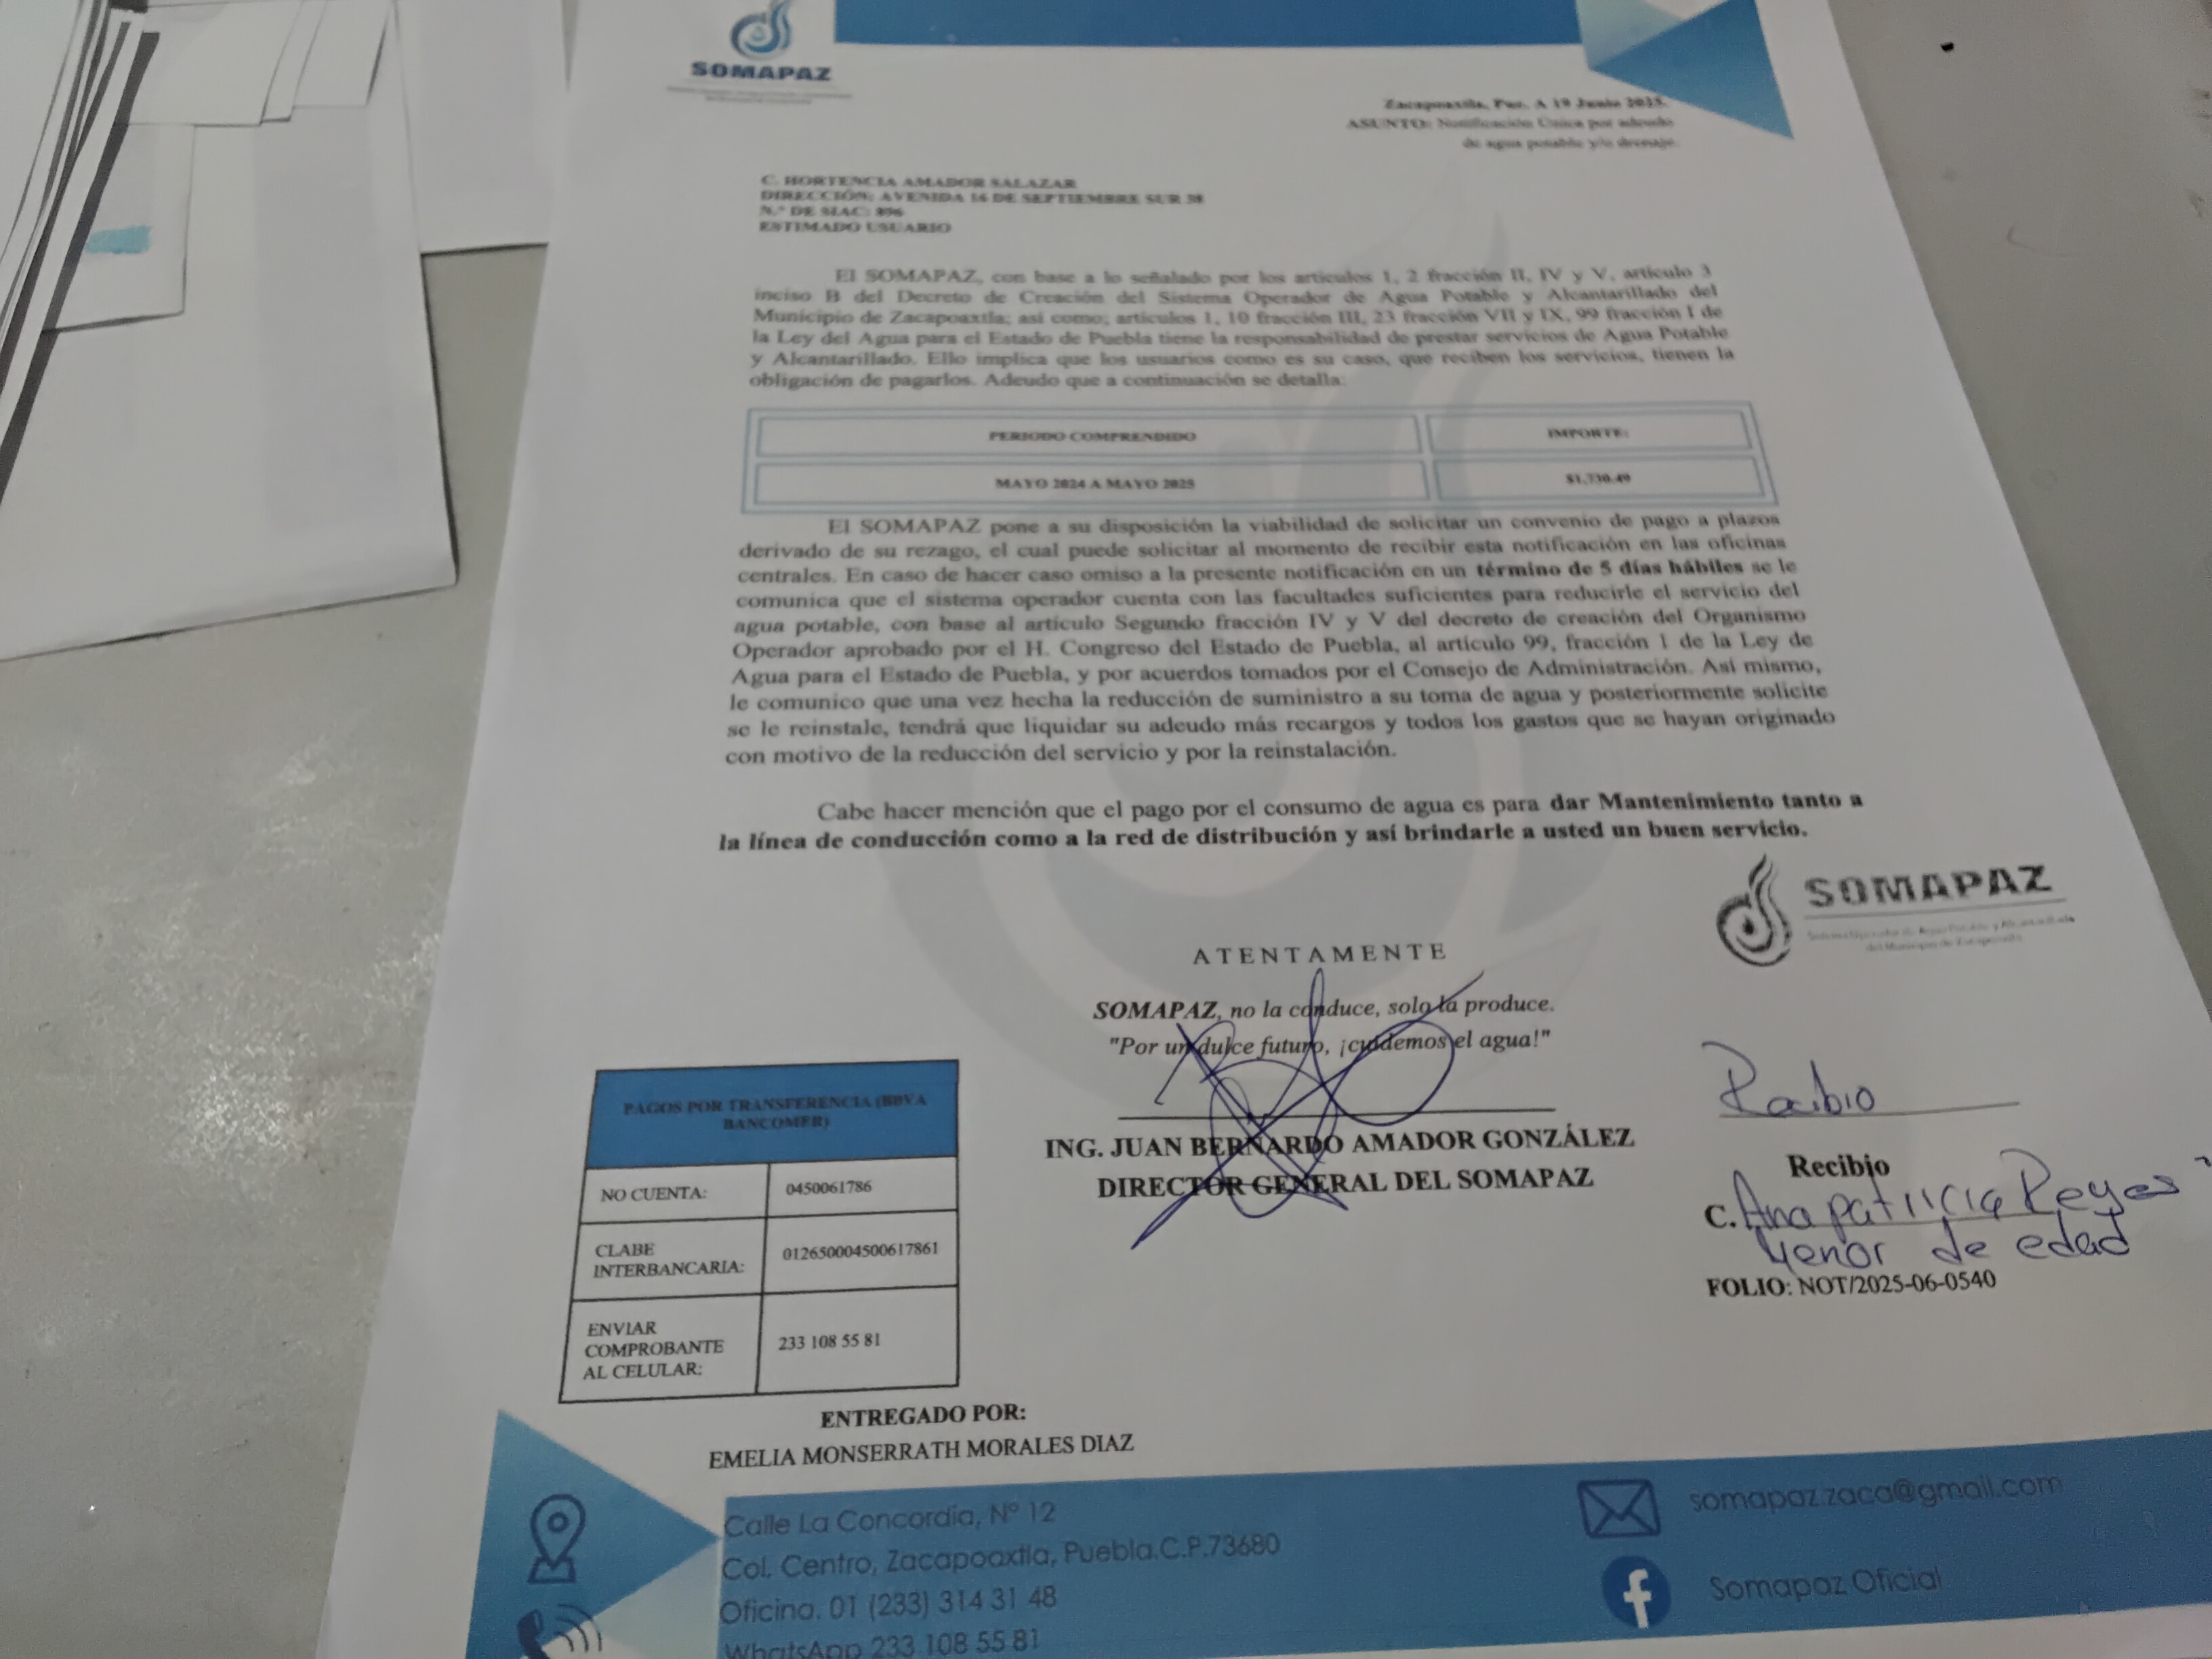 SOMAPAZ
Zacapoaxtla, Pue. A 19 Junio 2025.
ASUNTO: Notificación Única por adeudo
de agua potable y/o drenaje.
C. HORTENCIA AMADOR SALAZAR
DIRECCIÓN: AVENIDA 16 DE SEPTIEMBRE SUR 38
N.° DE SIAC: 896
ESTIMADO USUARIO
El SOMAPAZ, con base a lo señalado por los artículos 1, 2 fracción II, IV y V, artículo 3
inciso B del Decreto de Creación del Sistema Operador de Agua Potable y Alcantarillado del
Municipio de Zacapoaxtla; así como; artículos 1, 10 fracción III, 23 fracción VII y IX, 99 fracción I de
la Ley del Agua para el Estado de Puebla tiene la responsabilidad de prestar servicios de Agua Potable
y Alcantarillado. Ello implica que los usuarios como es su caso, que reciben los servicios, tienen la
obligación de pagarlos. Adeudo que a continuación se detalla:
PERIODO COMPRENDIDO IMPORTE:
MAYO 2024 A MAYO 2025 $1,730.49
El SOMAPAZ pone a su disposición la viabilidad de solicitar un convenio de pago a plazos
derivado de su rezago, el cual puede solicitar al momento de recibir esta notificación en las oficinas
centrales. En caso de hacer caso omiso a la presente notificación en un término de 5 días hábiles se le
comunica que el sistema operador cuenta con las facultades suficientes para reducirle el servicio del
agua potable, con base al artículo Segundo fracción IV y V del decreto de creación del Organismo
Operador aprobado por el H. Congreso del Estado de Puebla, al artículo 99, fracción 1 de la Ley de
Agua para el Estado de Puebla, y por acuerdos tomados por el Consejo de Administración. Así mismo,
le comunico que una vez hecha la reducción de suministro a su toma de agua y posteriormente solicite
se le reinstale, tendrá que liquidar su adeudo más recargos y todos los gastos que se hayan originado
con motivo de la reducción del servicio y por la reinstalación.
Cabe hacer mención que el pago por el consumo de agua es para dar Mantenimiento tanto a
la línea de conducción como a la red de distribución y así brindarle a usted un buen servicio.
SOMAPAZ
Sistema Operador de Agua Potable y Alcantarillado
del Municipio de Zacapoaxtla
ATENTAMENTE
SOMAPAZ, no la conduce, solo la produce.
"Por un dulce futuro, ¡cuidemos el agua!"
ING. JUAN BERNARDO AMADOR GONZÁLEZ
DIRECTOR GENERAL DEL SOMAPAZ
Recibio
Recibio
C. Ana patricia Reyes
Menor de edad
FOLIO: NOT/2025-06-0540
PAGOS POR TRANSFERENCIA (BBVA
BANCOMER)
NO CUENTA: 0450061786
CLABE
INTERBANCARIA: 012650004500617861
ENVIAR
COMPROBANTE
AL CELULAR: 233 108 55 81
ENTREGADO POR:
EMELIA MONSERRATH MORALES DIAZ
Calle La Concordia, N° 12
Col. Centro, Zacapoaxtla, Puebla.C.P.73680
Oficina. 01 (233) 314 31 48
WhatsApp 233 108 55 81
somapaz.zaca@gmail.com
Somapaz Oficial